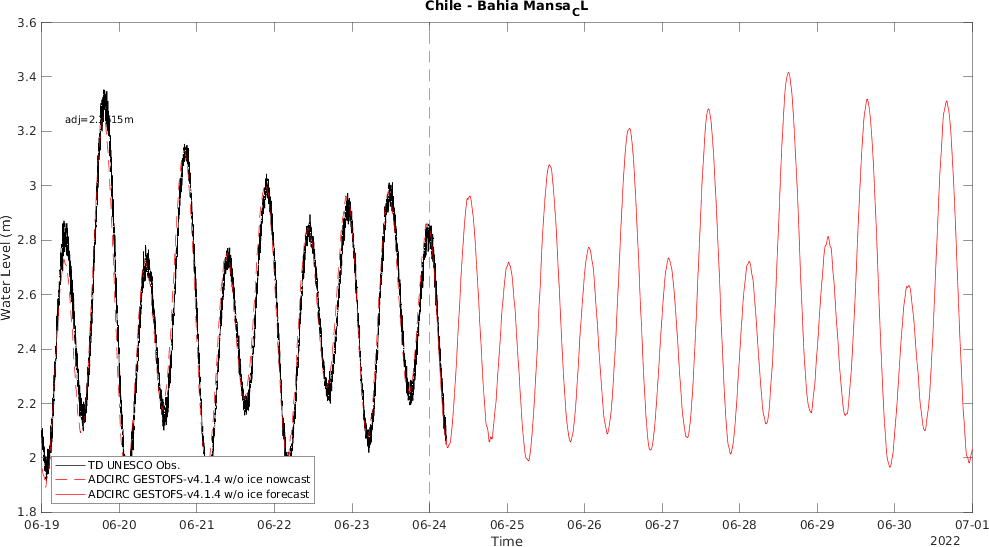 Chile - Bahia Mansa_CL
3.6
3.4
3.2
3
2.8
2.6
2.4
2.2
2
1.8
Water Level (m)
TD UNESCO Obs.
ADCIRC GESTOFS-v4.1.4 w/o ice nowcast
ADCIRC GESTOFS-v4.1.4 w/o ice forecast
06-19 06-20 06-21 06-22 06-23 06-24 06-25 06-26 06-27 06-28 06-29 06-30 07-01
Time
2022